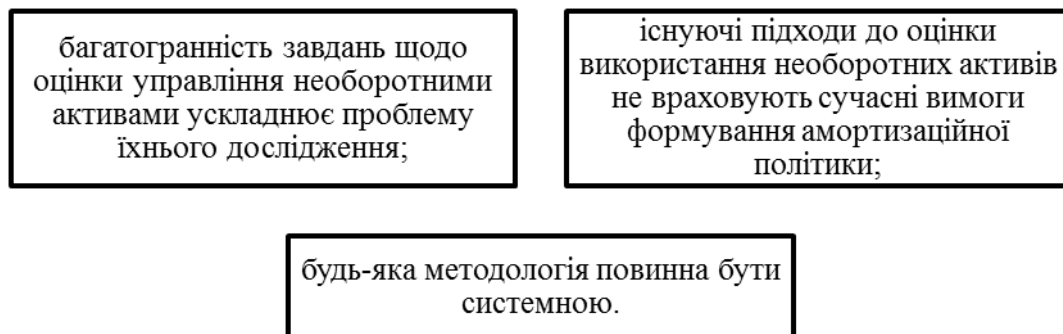 багатогранність завдань щодо
оцінки управління необоротними
активами ускладнює проблему
їхнього дослідження;
існуючі підходи до оцінки
використання необоротних активів
не враховують сучасні вимоги
формування амортизаційної
політики;
будь-яка методологія повинна бути
системною.